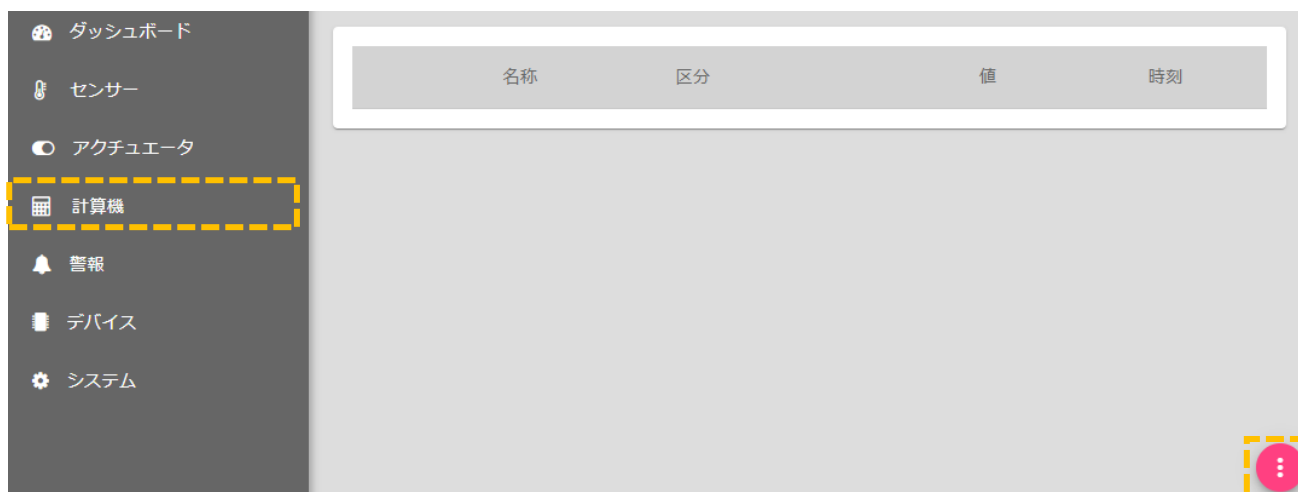 ダッシュボード
センサー
アクチュエータ
計算機
警報
デバイス
システム
名称 区分 値 時刻